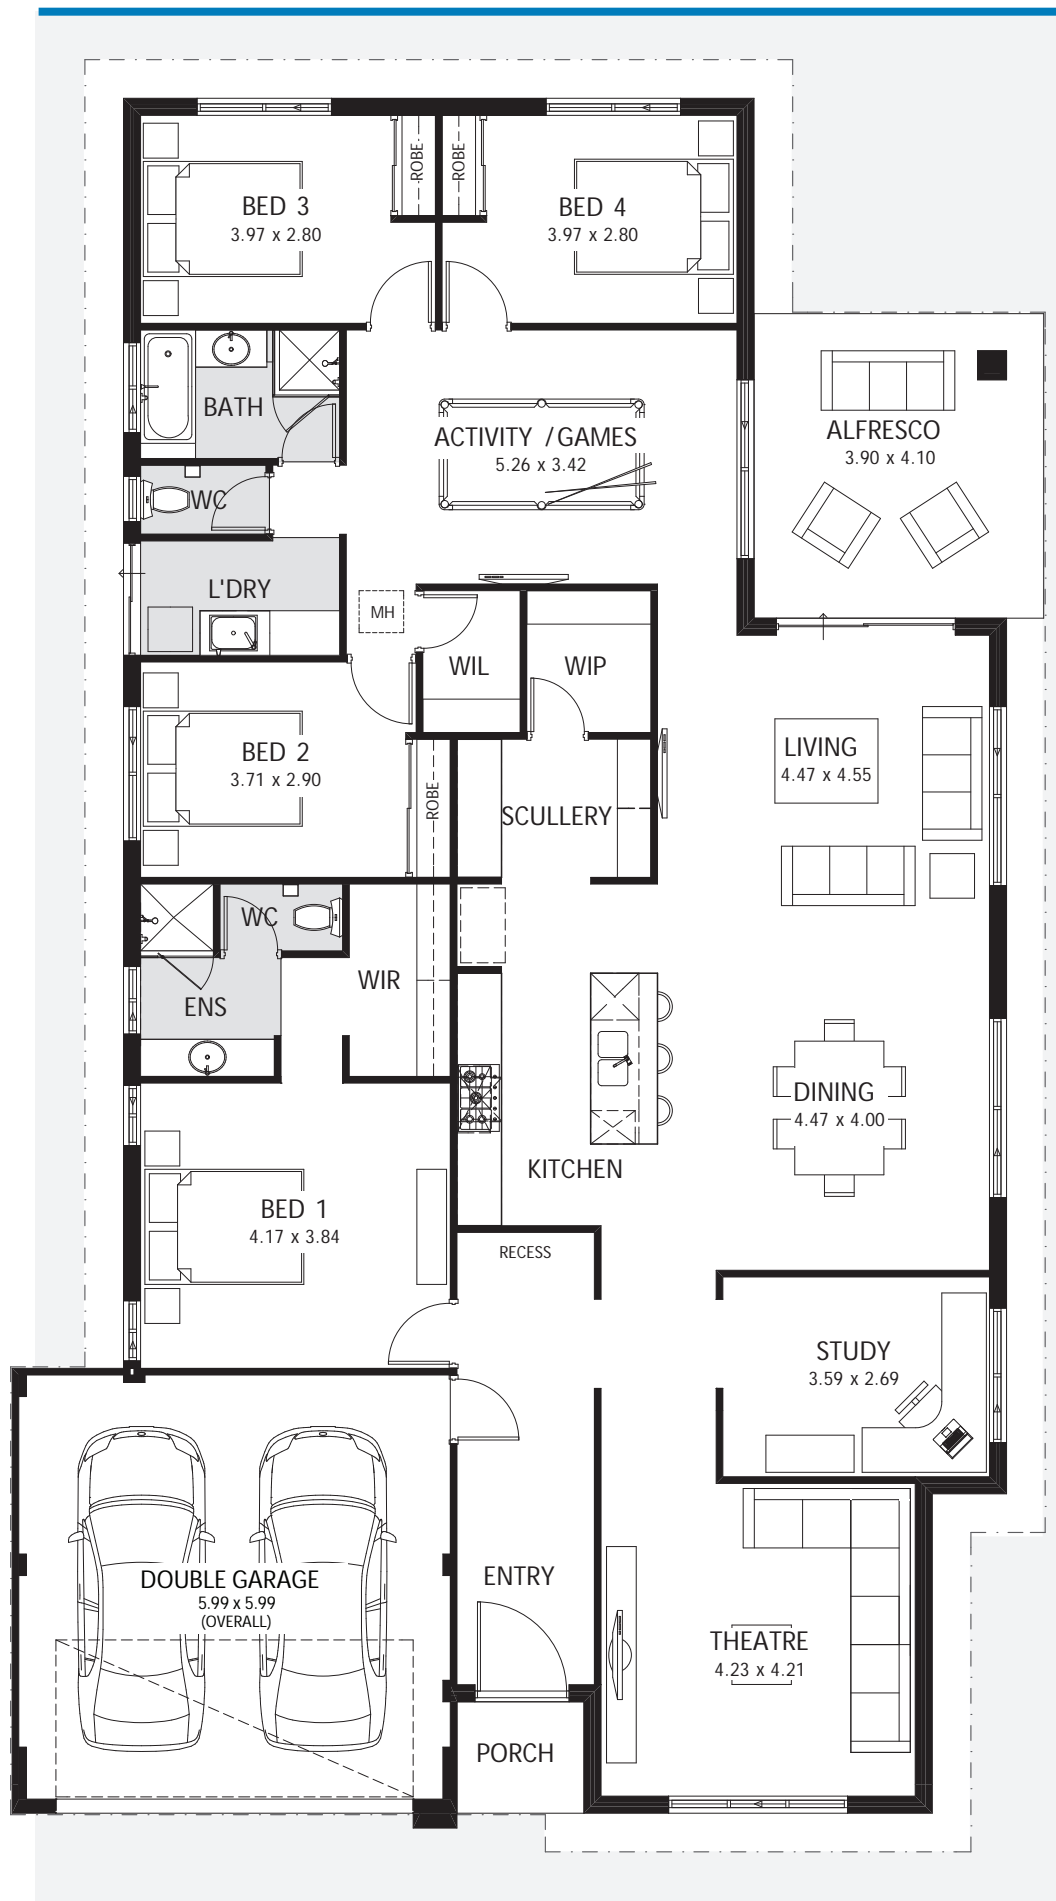 BED 3
3.97 x 2.80
ROBE
ROBE
BED 4
3.97 x 2.80
BATH
ACTIVITY / GAMES
5.26 x 3.42
ALFRESCO
3.90 x 4.10
WC
L'DRY
MH
WIL
WIP
BED 2
3.71 x 2.90
ROBE
SCULLERY
LIVING
4.47 x 4.55
WC
WIR
ENS
DINING
4.47 x 4.00
KITCHEN
BED 1
4.17 x 3.84
RECESS
STUDY
3.59 x 2.69
DOUBLE GARAGE
5.99 x 5.99
(OVERALL)
ENTRY
THEATRE
4.23 x 4.21
PORCH